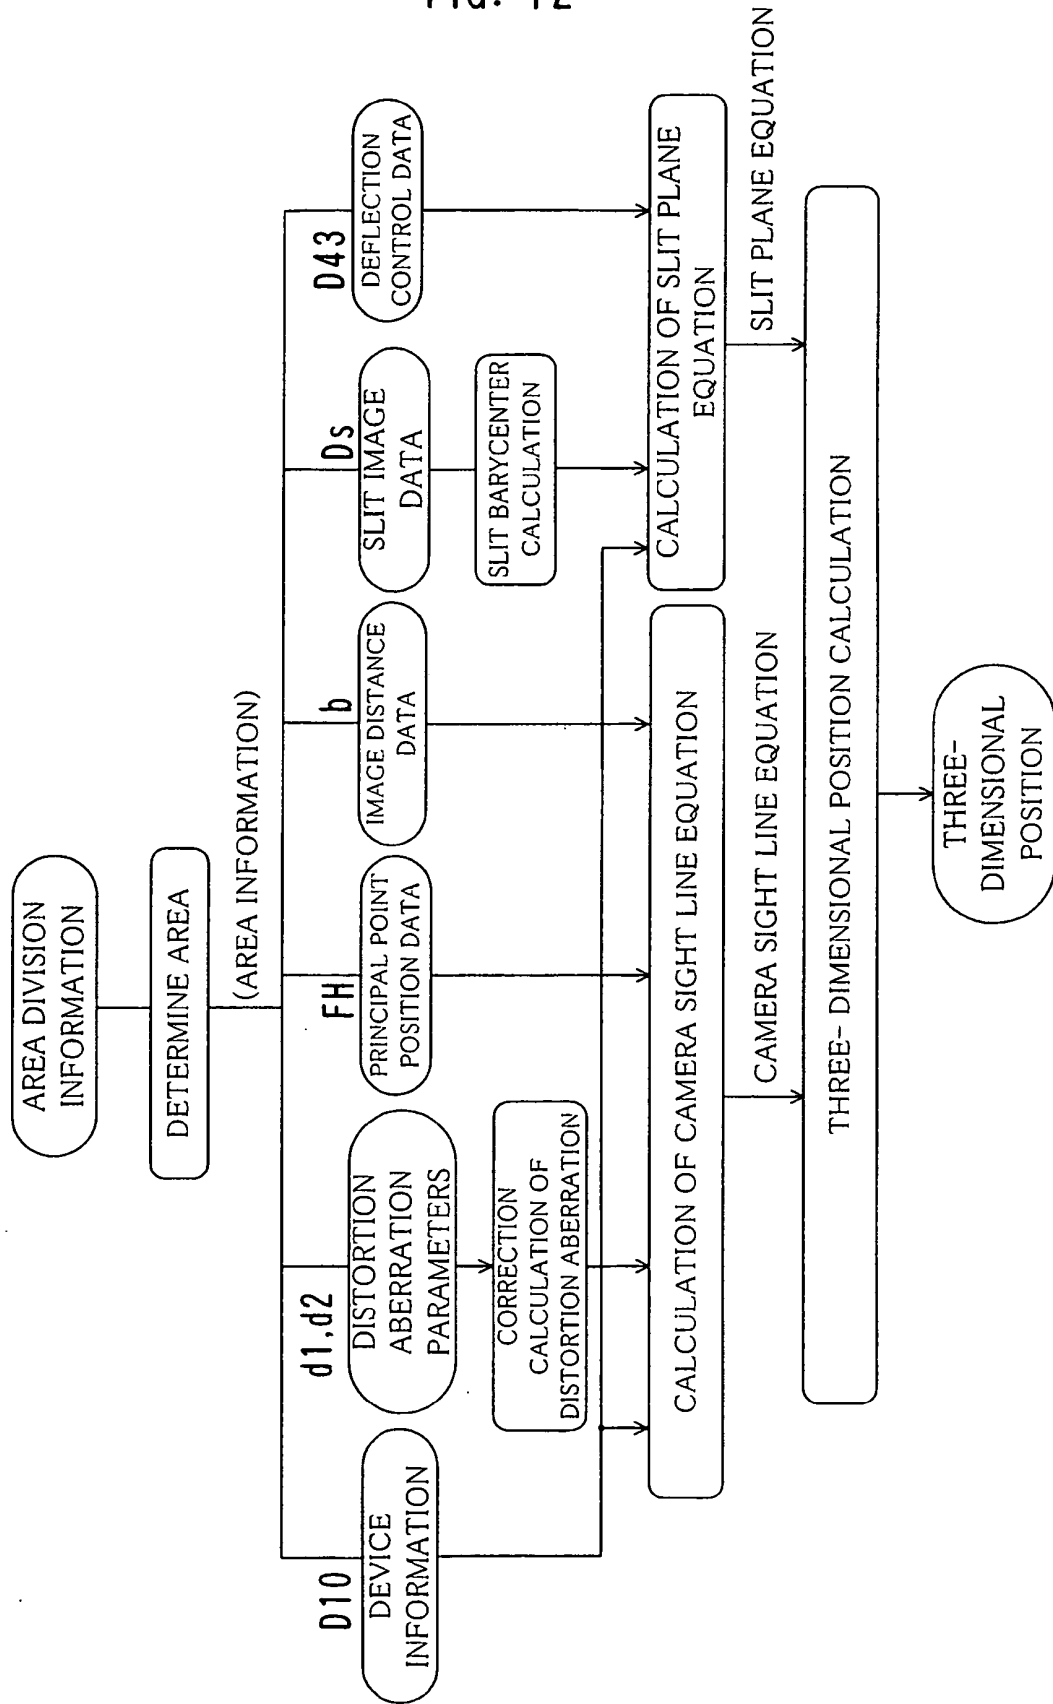 FIG. 12
AREA DIVISION
INFORMATION
DETERMINE AREA
(AREA INFORMATION)
D10
DEVICE
INFORMATION
d1,d2
DISTORTION
ABERRATION
PARAMETERS
CORRECTION
CALCULATION OF
DISTORTION ABERRATION
FH
PRINCIPAL POINT
POSITION DATA
b
IMAGE DISTANCE
DATA
Ds
SLIT IMAGE
DATA
SLIT BARYCENTER
CALCULATION
D43
DEFLECTION
CONTROL DATA
CALCULATION OF CAMERA SIGHT LINE EQUATION
CALCULATION OF SLIT PLANE
EQUATION
CAMERA SIGHT LINE EQUATION
SLIT PLANE EQUATION
THREE- DIMENSIONAL POSITION CALCULATION
THREE-
DIMENSIONAL
POSITION